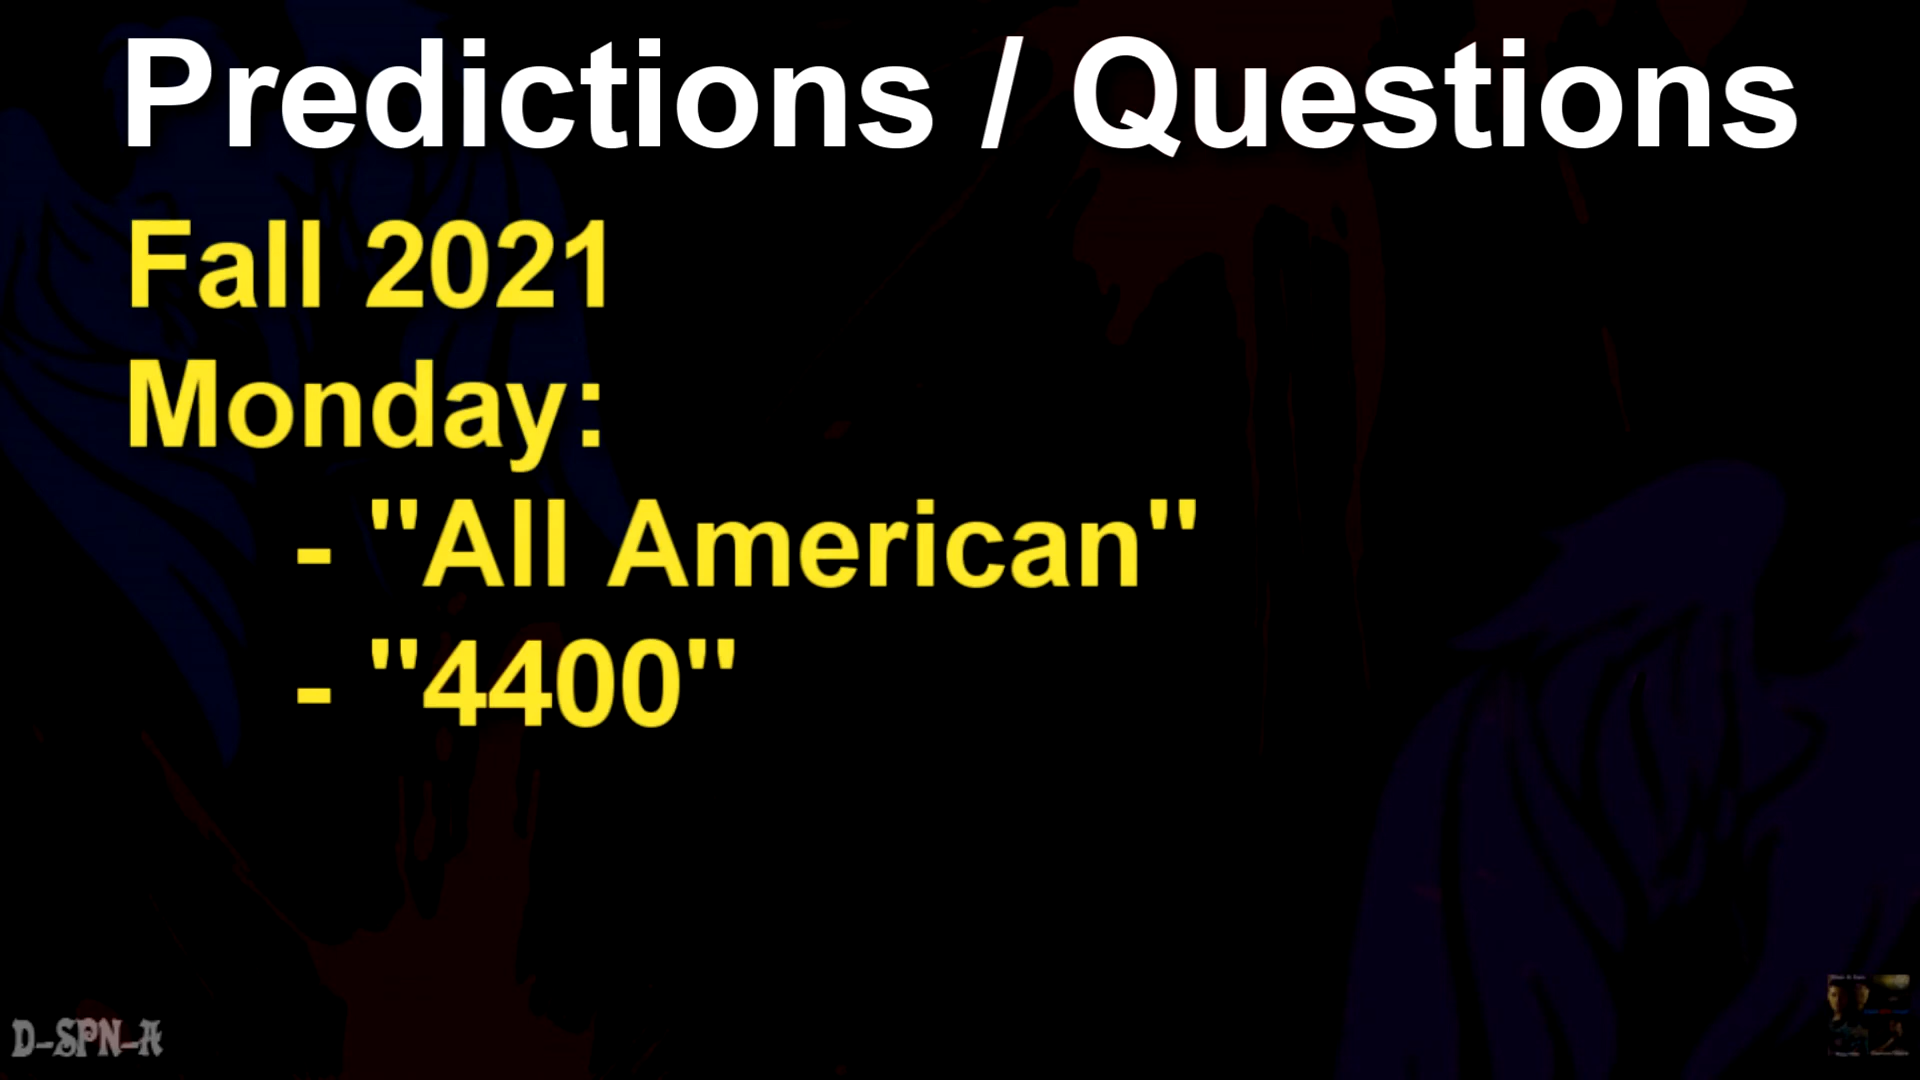 Predictions / Questions
Fall 2021
Monday:
- "All American"
- "4400"
D-SPN-A